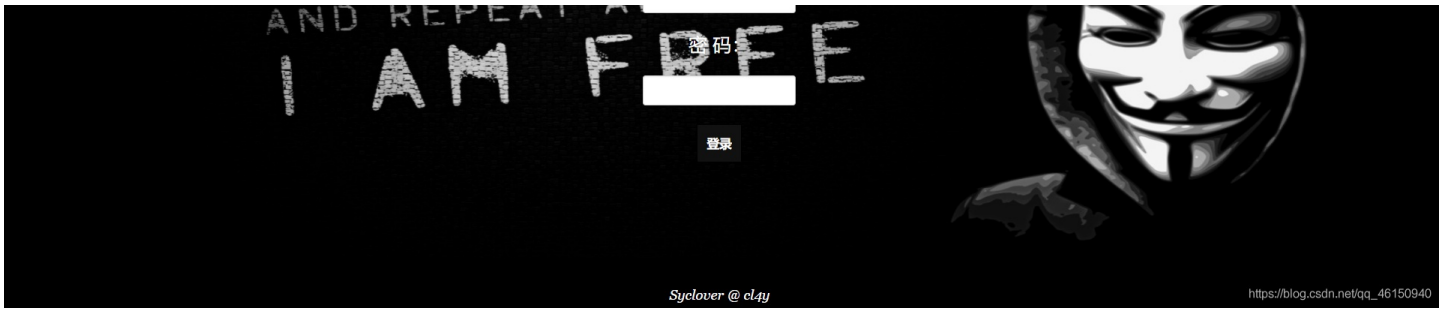 AND REPEAT A
I AM FREE
密码:
登录
Syclover @ cl4y
https://blog.csdn.net/qq_46150940